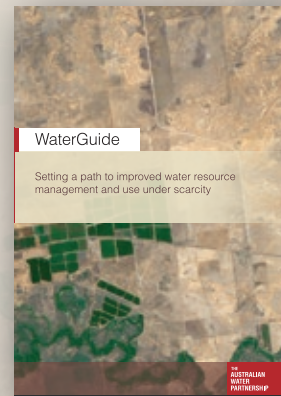 WaterGuide
Setting a path to improved water resource
management and use under scarcity
THE
AUSTRALIAN
WATER
PARTNERSHIP